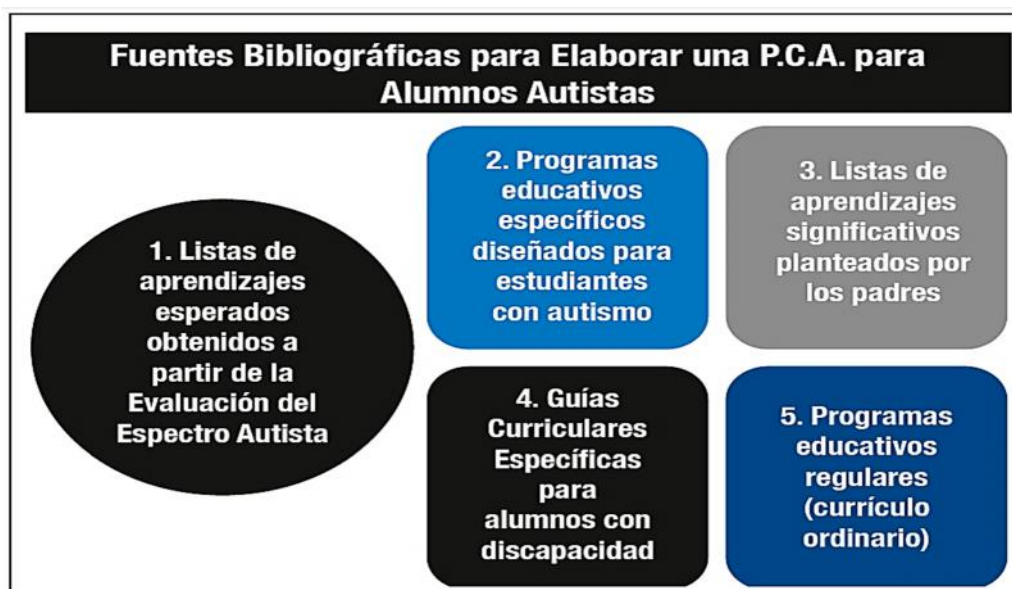 Fuentes Bibliográficas para Elaborar una P.C.A. para
Alumnos Autistas
1. Listas de
aprendizajes
esperados
obtenidos a
partir de la
Evaluación del
Espectro Autista
2. Programas
educativos
específicos
diseñados para
estudiantes
con autismo
3. Listas de
aprendizajes
significativos
planteados por
los padres
4. Guías
Curriculares
Específicas
para
alumnos con
discapacidad
5. Programas
educativos
regulares
(currículo
ordinario)